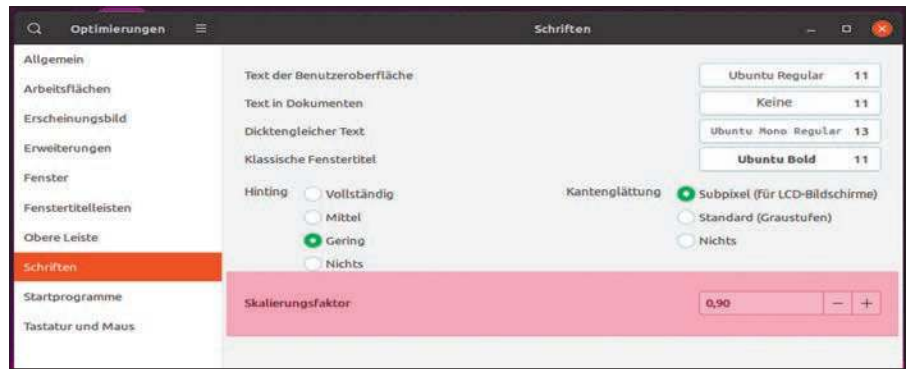 Optimierungen
Schriften
Allgemein
Arbeitsflächen
Erscheinungsbild
Erweiterungen
Fenster
Fenstertitelleisten
Obere Leiste
Schriften
Startprogramme
Tastatur und Maus
Text der Benutzeroberfläche Ubuntu Regular 11
Text in Dokumenten Keine 11
Dicktengleicher Text Ubuntu Mono Regular 13
Klassische Fenstertitel Ubuntu Bold 11
Hinting Vollständig
Mittel
Gering
Nichts
Kantenglättung Subpixel (für LCD-Bildschirme)
Standard (Graustufen)
Nichts
Skalierungsfaktor 0,90 − +